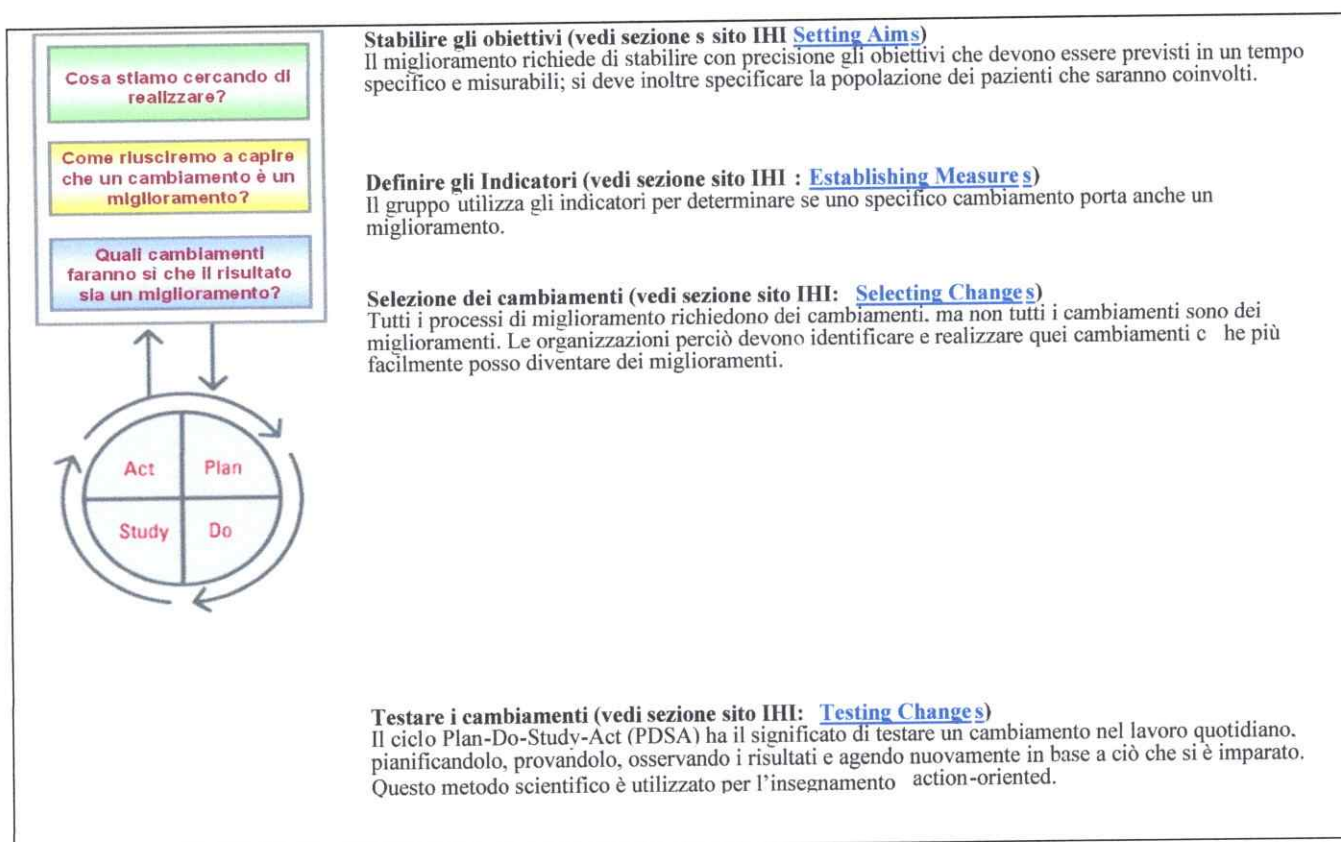 Cosa stiamo cercando di
realizzare?
Come riusciremo a capire
che un cambiamento è un
miglioramento?
Quali cambiamenti
faranno si che il risultato
sia un miglioramento?
Act
Plan
Study
Do
Stabilire gli obiettivi (vedi sezione s sito IHI Setting Aims)
Il miglioramento richiede di stabilire con precisione gli obiettivi che devono essere previsti in un tempo
specifico e misurabili; si deve inoltre specificare la popolazione dei pazienti che saranno coinvolti.
Definire gli Indicatori (vedi sezione sito IHI : Establishing Measures)
Il gruppo utilizza gli indicatori per determinare se uno specifico cambiamento porta anche un
miglioramento.
Selezione dei cambiamenti (vedi sezione sito IHI: Selecting Changes)
Tutti i processi di miglioramento richiedono dei cambiamenti. ma non tutti i cambiamenti sono dei
miglioramenti. Le organizzazioni perciò devono identificare e realizzare quei cambiamenti c he più
facilmente posso diventare dei miglioramenti.
Testare i cambiamenti (vedi sezione sito IHI: Testing Changes)
Il ciclo Plan-Do-Study-Act (PDSA) ha il significato di testare un cambiamento nel lavoro quotidiano.
pianificandolo, provandolo, osservando i risultati e agendo nuovamente in base a ciò che si è imparato.
Questo metodo scientifico è utilizzato per l'insegnamento action-oriented.